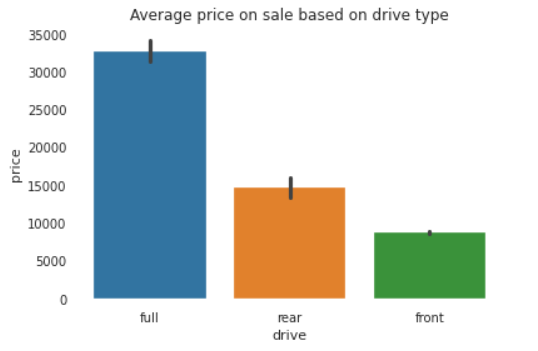 Average price on sale based on drive type
35000
30000
25000
20000
15000
10000
5000
0
price
full rear front
drive